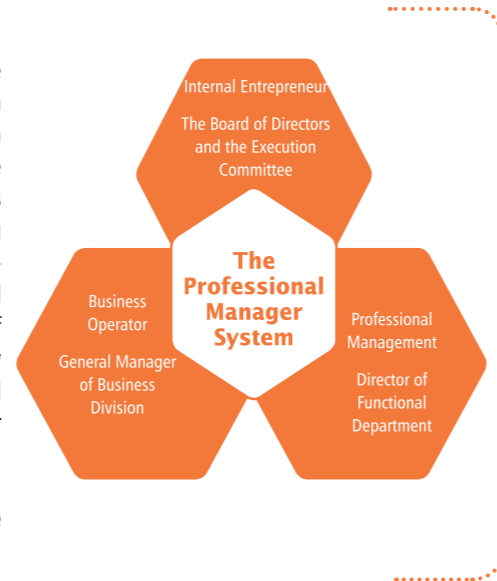 Internal Entrepreneur
The Board of Directors
and the Execution
Committee
The
Professional
Manager
System
Business
Operator
General Manager
of Business
Division
Professional
Management
Director of
Functional
Department